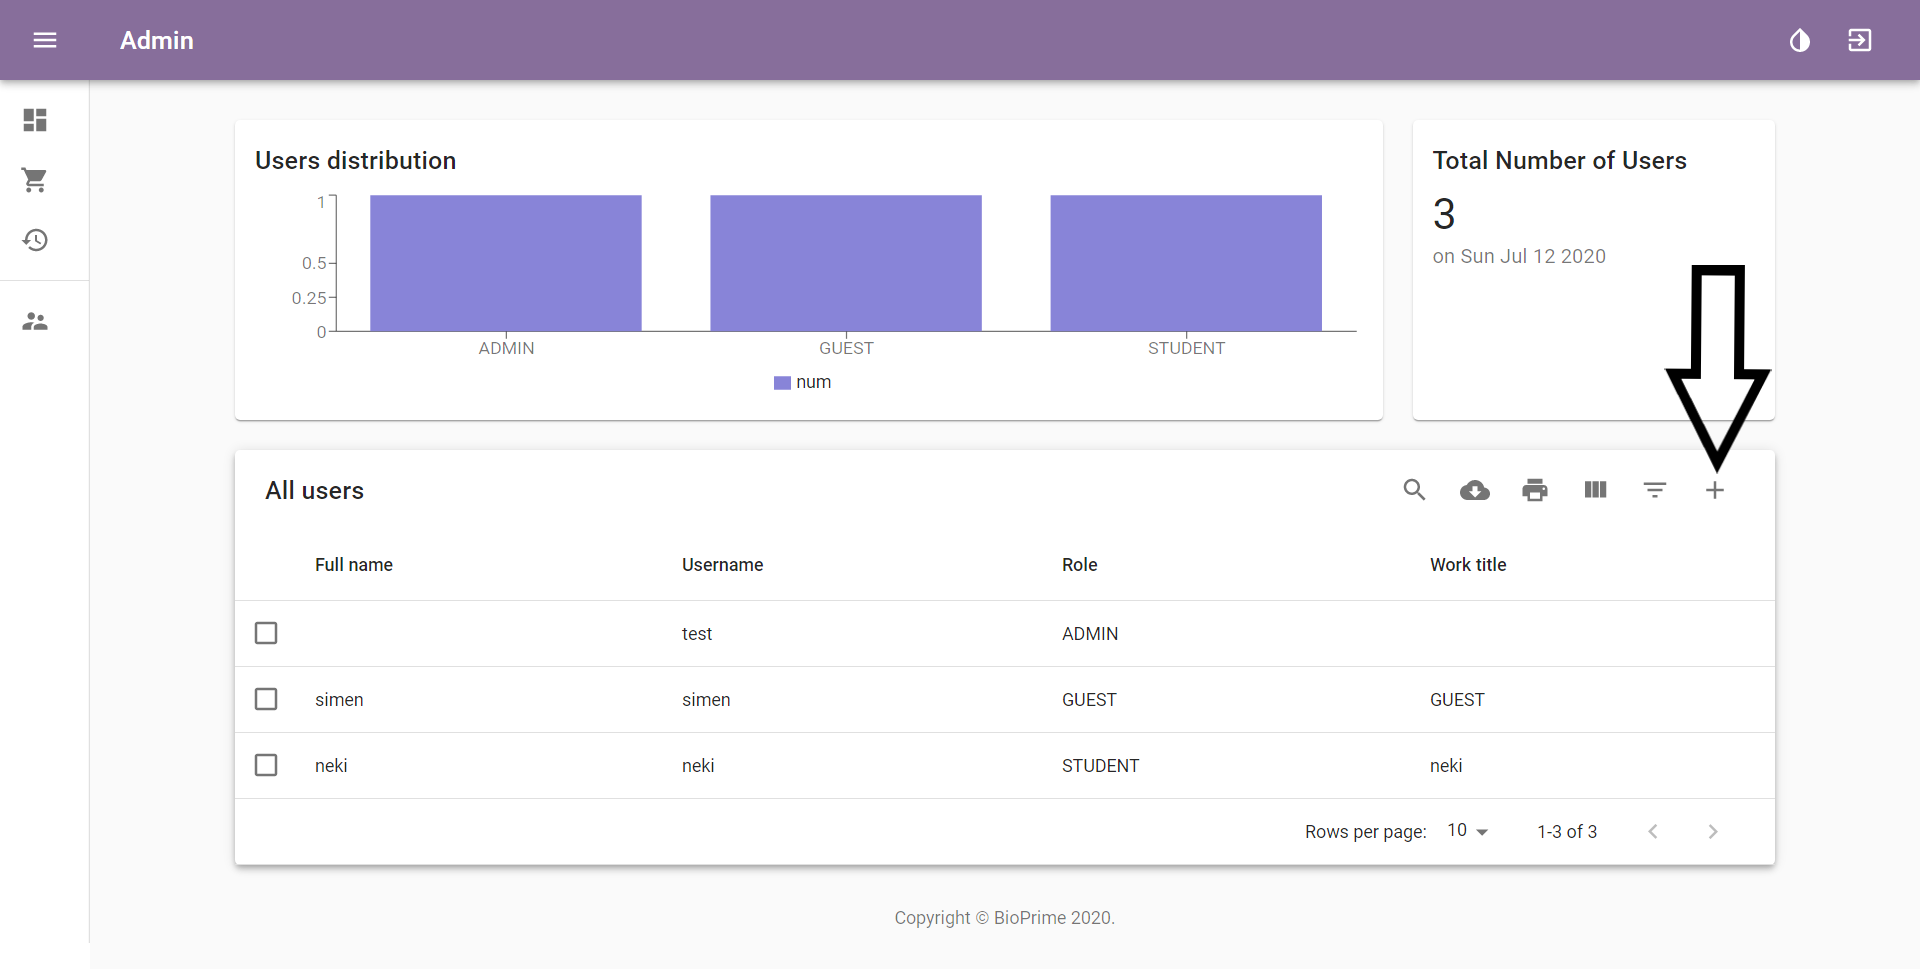 Admin
Users distribution
1
0.5
0.25
0
ADMIN GUEST STUDENT
num
Total Number of Users
3
on Sun Jul 12 2020
All users
Full name Username Role Work title
test ADMIN
simen simen GUEST GUEST
neki neki STUDENT neki
Rows per page: 10 1-3 of 3
Copyright © BioPrime 2020.